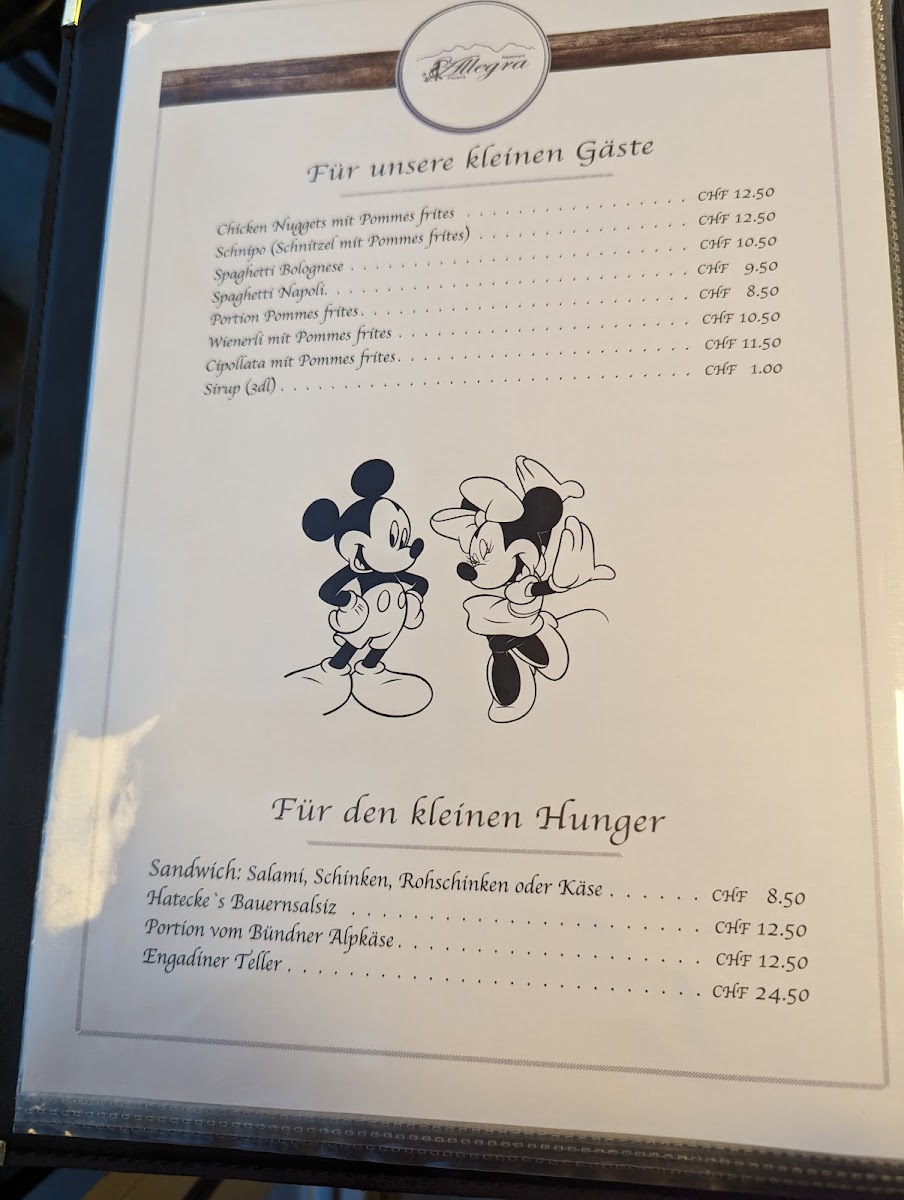 Allegra
Für unsere kleinen Gäste
Chicken Nuggets mit Pommes frites . . . . . . . . . . . . . . . . . . CHF 12.50
Schnipo (Schnitzel mit Pommes frites) . . . . . . . . . . . . . . . . . CHF 12.50
Spaghetti Bolognese . . . . . . . . . . . . . . . . . . . . . . . . . . . CHF 10.50
Spaghetti Napoli. . . . . . . . . . . . . . . . . . . . . . . . . . . . . CHF 9.50
Portion Pommes frites. . . . . . . . . . . . . . . . . . . . . . . . . . CHF 8.50
Wienerli mit Pommes frites . . . . . . . . . . . . . . . . . . . . . . . CHF 10.50
Cipollata mit Pommes frites. . . . . . . . . . . . . . . . . . . . . . . CHF 11.50
Sirup (3dl) . . . . . . . . . . . . . . . . . . . . . . . . . . . . . . . . CHF 1.00
Für den kleinen Hunger
Sandwich: Salami, Schinken, Rohschinken oder Käse . . . . . . CHF 8.50
Hatecke`s Bauernsalsiz . . . . . . . . . . . . . . . . . . . . . . . . CHF 12.50
Portion vom Bündner Alpkäse. . . . . . . . . . . . . . . . . . . . . CHF 12.50
Engadiner Teller . . . . . . . . . . . . . . . . . . . . . . . . . . . . . CHF 24.50